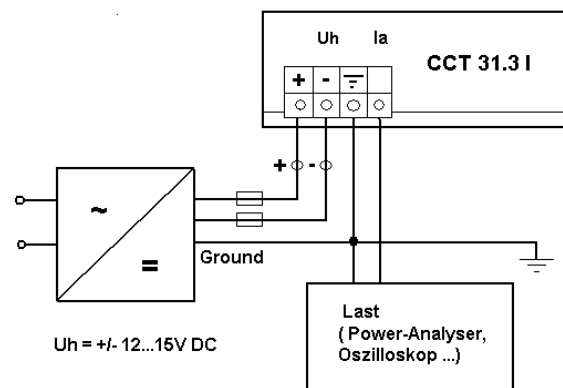 Uh Ia
CCT 31.3 I
+ -
+ -
~
=
Ground
Uh = +/- 12...15V DC
Last
( Power-Analyser,
Oszilloskop ...)